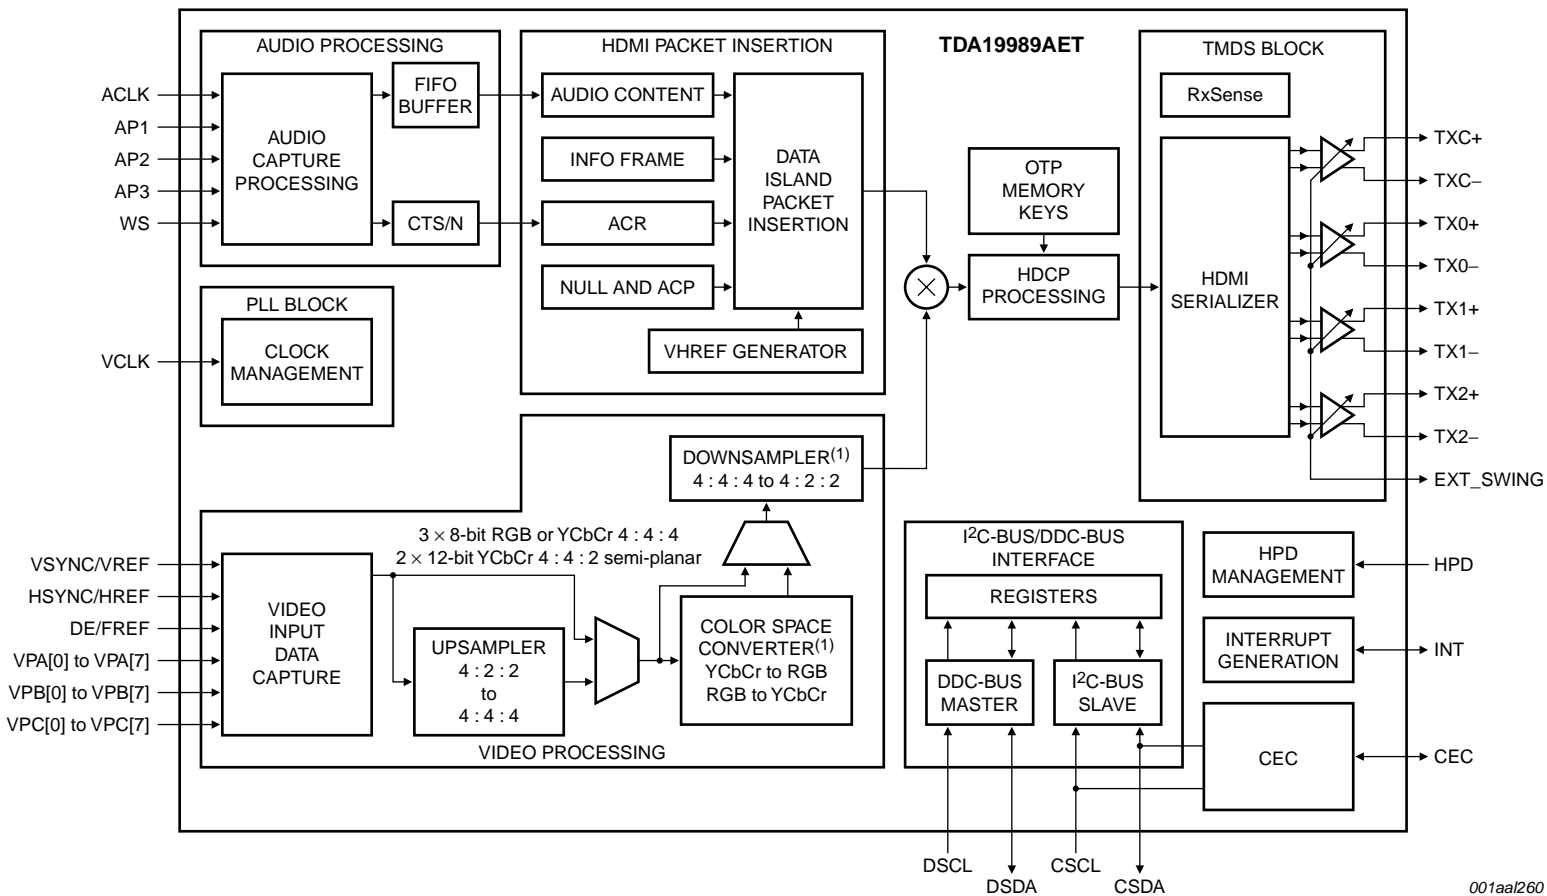 AUDIO PROCESSING
FIFO
BUFFER
AUDIO
CAPTURE
PROCESSING
CTS/N
ACLK
AP1
AP2
AP3
WS
PLL BLOCK
CLOCK
MANAGEMENT
VCLK
HDMI PACKET INSERTION
AUDIO CONTENT
INFO FRAME
ACR
NULL AND ACP
DATA
ISLAND
PACKET
INSERTION
VHREF GENERATOR
TDA19989AET
OTP
MEMORY
KEYS
HDCP
PROCESSING
TMDS BLOCK
RxSense
HDMI
SERIALIZER
TXC+
TXC−
TX0+
TX0−
TX1+
TX1−
TX2+
TX2−
EXT_SWING
DOWNSAMPLER(1)
4 : 4 : 4 to 4 : 2 : 2
3 × 8-bit RGB or YCbCr 4 : 4 : 4
2 × 12-bit YCbCr 4 : 4 : 2 semi-planar
VSYNC/VREF
HSYNC/HREF
DE/FREF
VPA[0] to VPA[7]
VPB[0] to VPB[7]
VPC[0] to VPC[7]
VIDEO
INPUT
DATA
CAPTURE
UPSAMPLER
4 : 2 : 2
to
4 : 4 : 4
COLOR SPACE
CONVERTER(1)
YCbCr to RGB
RGB to YCbCr
VIDEO PROCESSING
I2C-BUS/DDC-BUS
INTERFACE
REGISTERS
DDC-BUS
MASTER
I2C-BUS
SLAVE
HPD
MANAGEMENT
HPD
INTERRUPT
GENERATION
INT
CEC
CEC
DSCL
DSDA
CSCL
CSDA
001aal260